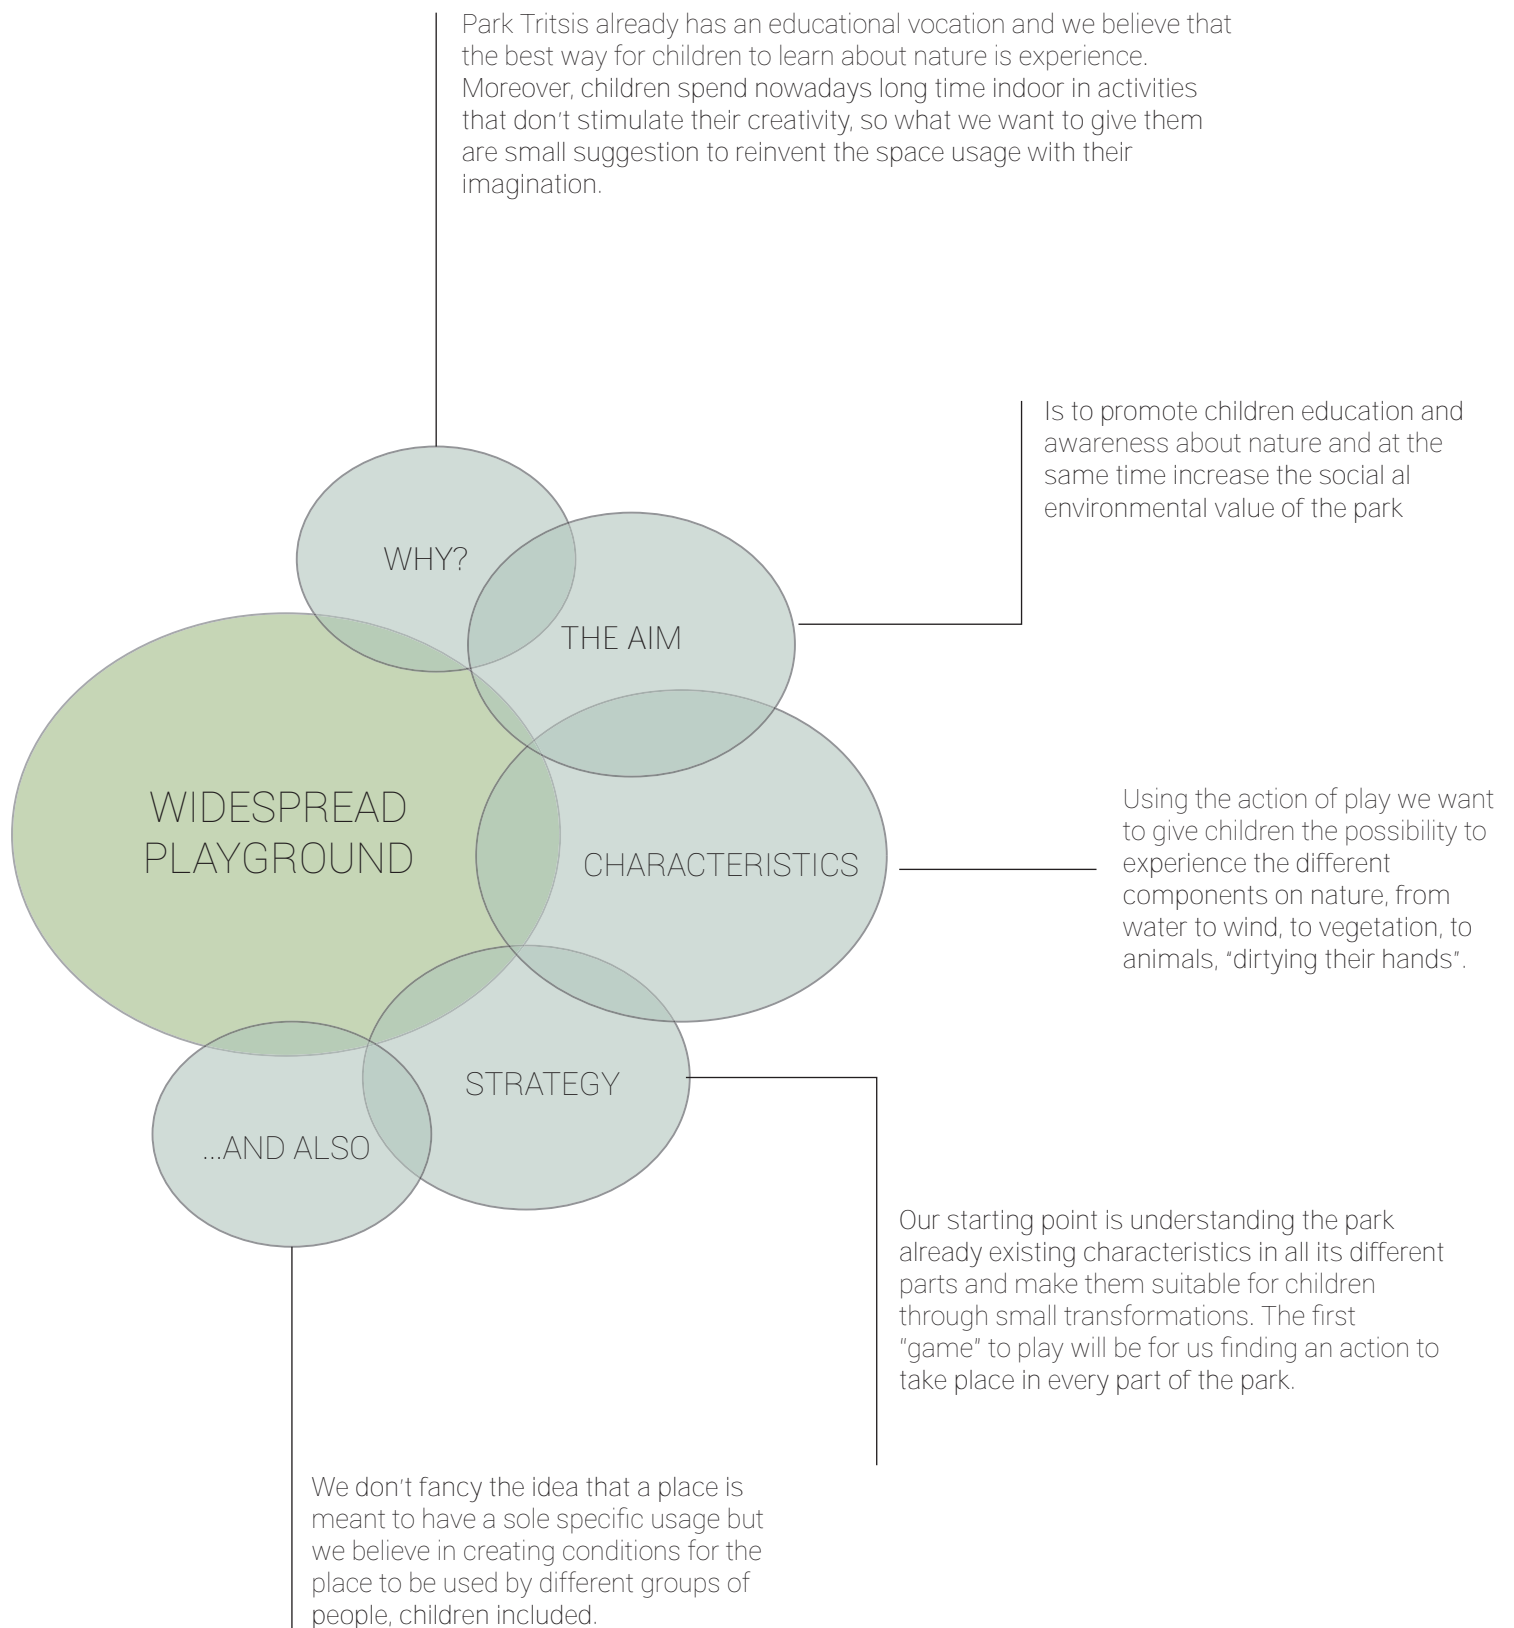 Park Tritsis already has an educational vocation and we believe that
the best way for children to learn about nature is experience.
Moreover, children spend nowadays long time indoor in activities
that don't stimulate their creativity, so what we want to give them
are small suggestion to reinvent the space usage with their
imagination.
Is to promote children education and
awareness about nature and at the
same time increase the social al
environmental value of the park
WHY?
THE AIM
WIDESPREAD
PLAYGROUND
CHARACTERISTICS
Using the action of play we want
to give children the possibility to
experience the different
components on nature, from
water to wind, to vegetation, to
animals, “dirtying their hands”.
STRATEGY
...AND ALSO
Our starting point is understanding the park
already existing characteristics in all its different
parts and make them suitable for children
through small transformations. The first
“game” to play will be for us finding an action to
take place in every part of the park.
We don't fancy the idea that a place is
meant to have a sole specific usage but
we believe in creating conditions for the
place to be used by different groups of
people, children included.